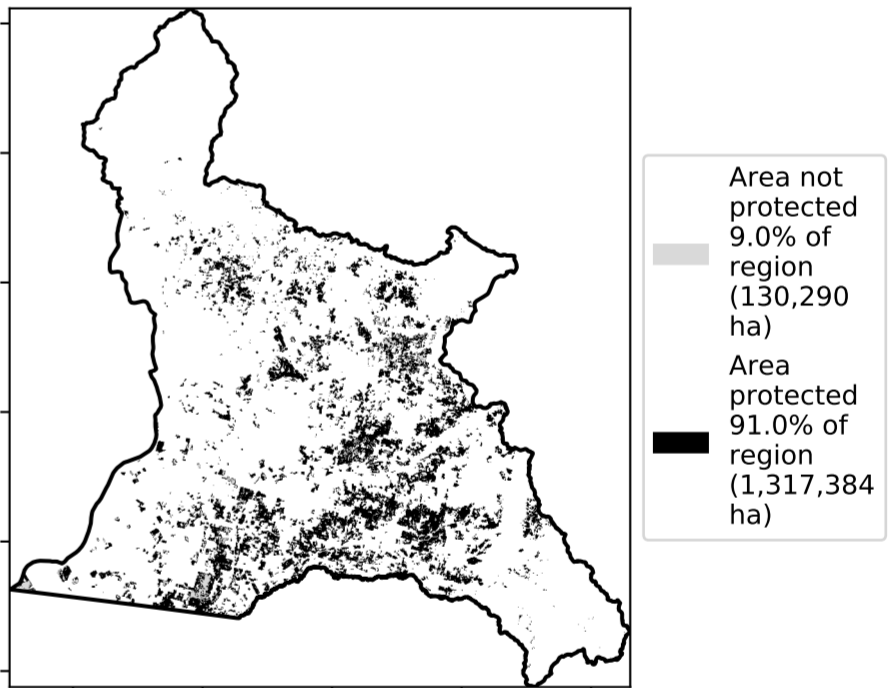 Area not
protected
9.0% of
region
(130,290
ha)
Area
protected
91.0% of
region
(1,317,384
ha)